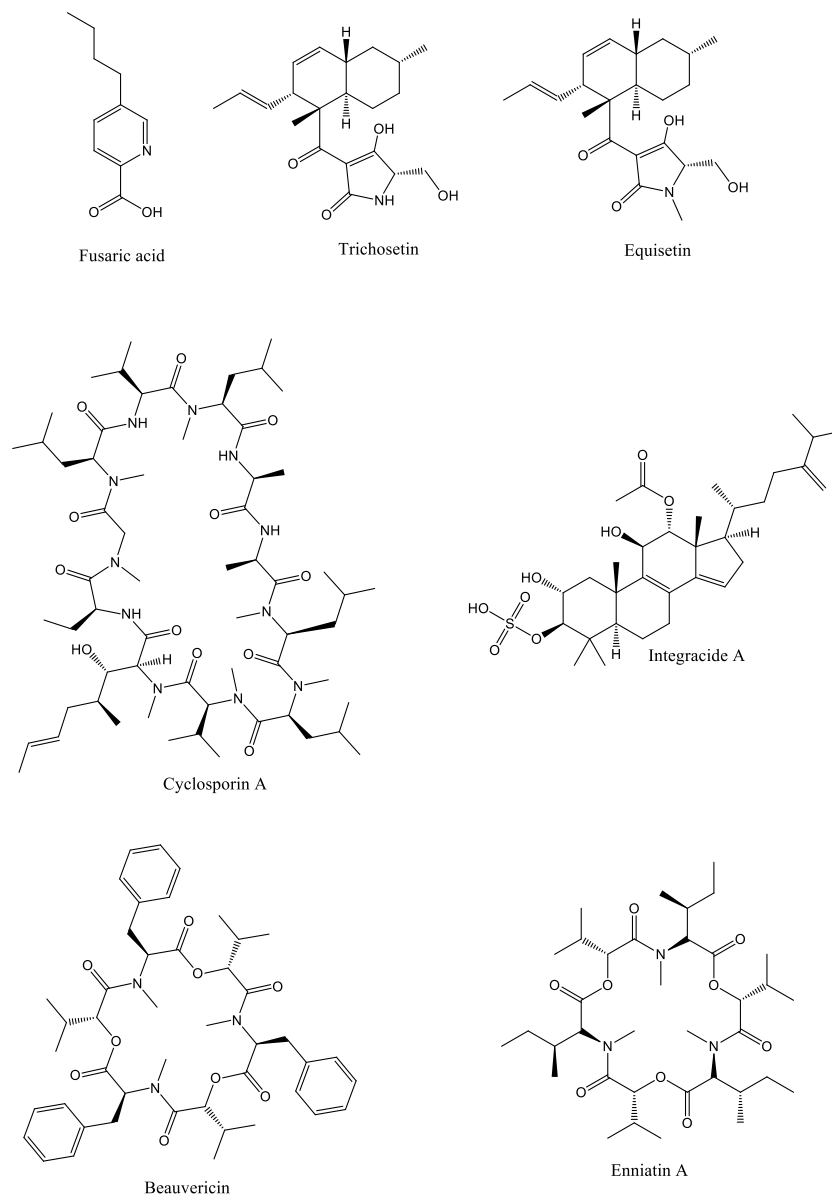 Fusaric acid
Trichosetin
Equisetin
Cyclosporin A
Integracide A
Beauvericin
Enniatin A